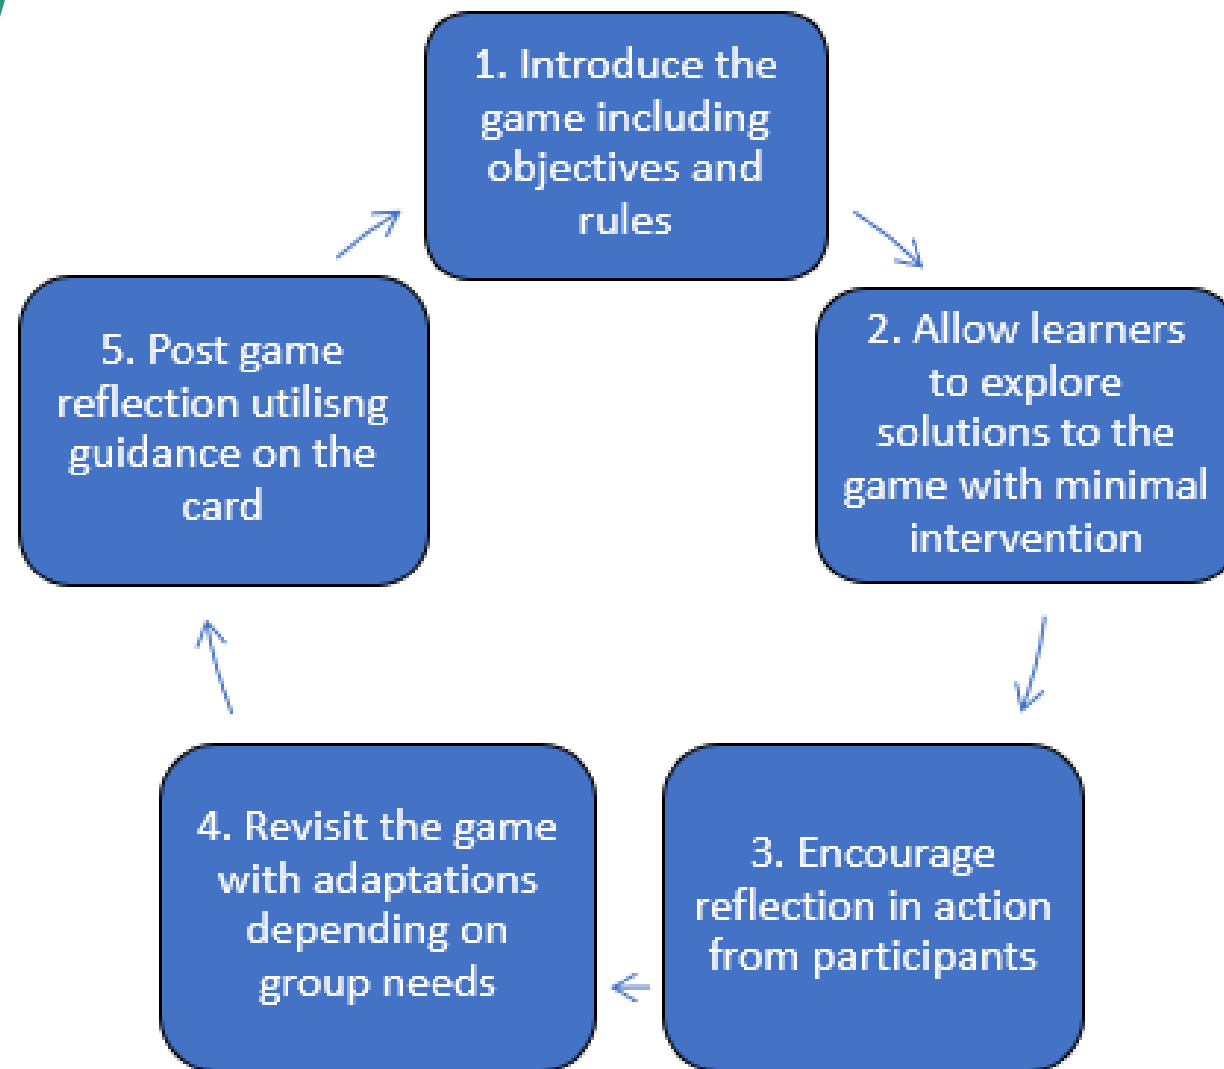 1. Introduce the
game including
objectives and
rules
2. Allow learners
to explore
solutions to the
game with minimal
intervention
3. Encourage
reflection in action
from participants
4. Revisit the game
with adaptations
depending on
group needs
5. Post game
reflection utilisng
guidance on the
card